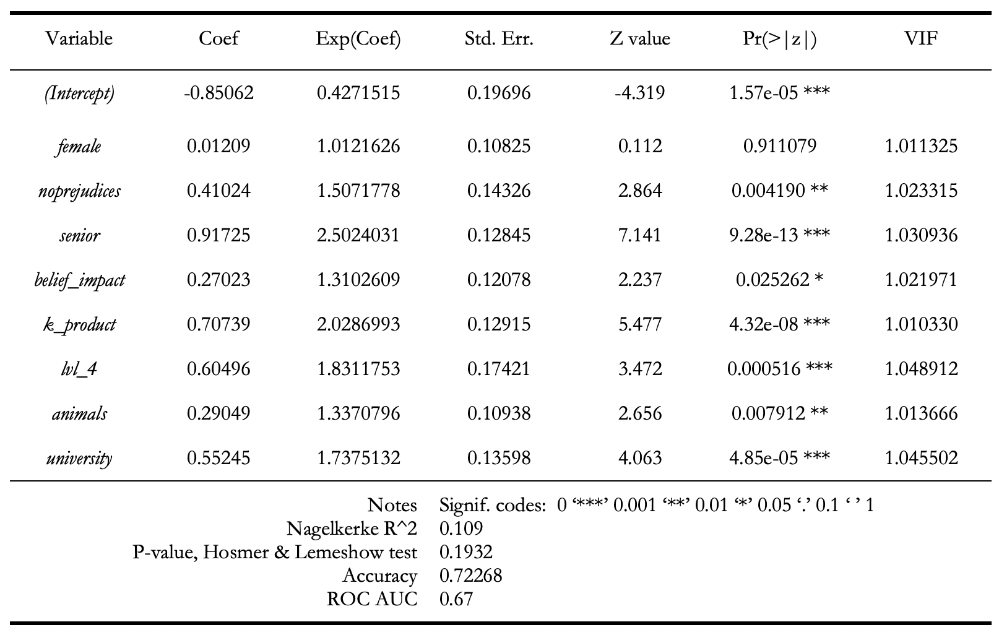 Variable Coef Exp(Coef) Std. Err. Z value Pr(>|z|) VIF
(Intercept) -0.85062 0.4271515 0.19696 -4.319 1.57e-05 ***
female 0.01209 1.0121626 0.10825 0.112 0.911079 1.011325
noprejudices 0.41024 1.5071778 0.14326 2.864 0.004190 ** 1.023315
senior 0.91725 2.5024031 0.12845 7.141 9.28e-13 *** 1.030936
belief_impact 0.27023 1.3102609 0.12078 2.237 0.025262 * 1.021971
k_product 0.70739 2.0286993 0.12915 5.477 4.32e-08 *** 1.010330
lvl_4 0.60496 1.8311753 0.17421 3.472 0.000516 *** 1.048912
animals 0.29049 1.3370796 0.10938 2.656 0.007912 ** 1.013666
university 0.55245 1.7375132 0.13598 4.063 4.85e-05 *** 1.045502
Notes Signif. codes: 0 ‘***’ 0.001 ‘**’ 0.01 ‘*’ 0.05 ‘.’ 0.1 ‘ ’ 1
Nagelkerke R^2 0.109
P-value, Hosmer & Lemeshow test 0.1932
Accuracy 0.72268
ROC AUC 0.67